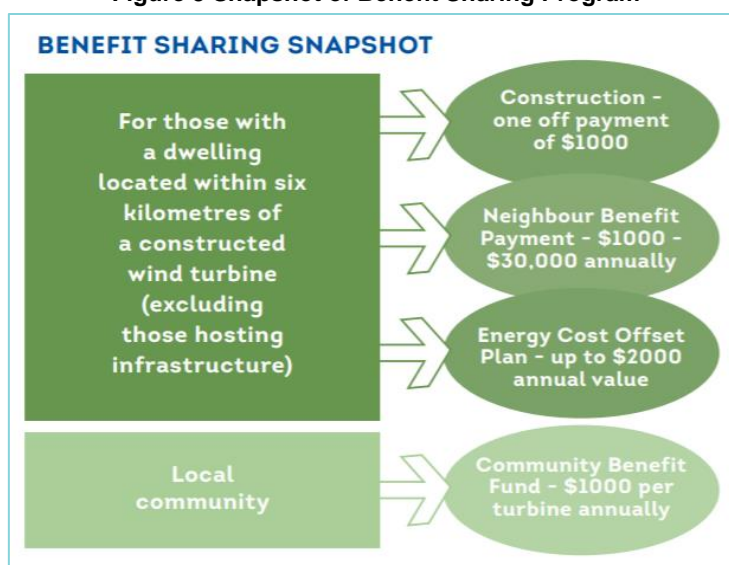 BENEFIT SHARING SNAPSHOT
For those with
a dwelling
located within six
kilometres of
a constructed
wind turbine
(excluding
those hosting
infrastructure)
Construction -
one off payment
of $1000
Neighbour Benefit
Payment - $1000 -
$30,000 annually
Energy Cost Offset
Plan - up to $2000
annual value
Local
community
Community Benefit
Fund - $1000 per
turbine annually